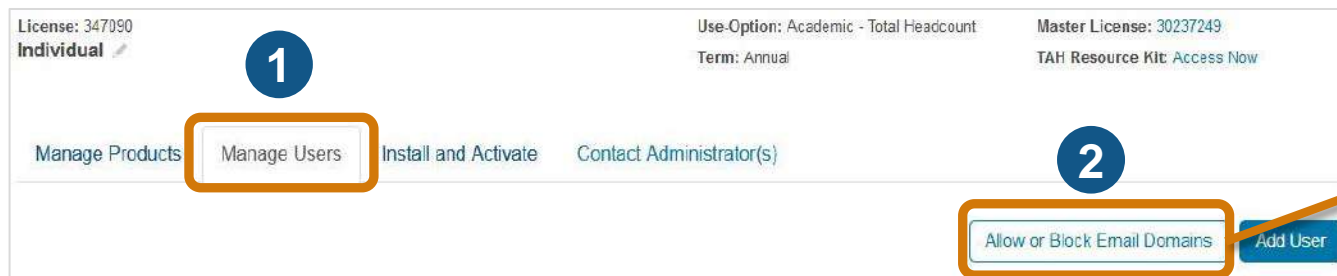 License: 347090 Use-Option: Academic - Total Headcount Master License: 30237249
Individual
Term: Annual TAH Resource Kit: Access Now
1
Manage Products Manage Users Install and Activate Contact Administrator(s)
2
Allow or Block Email Domains Add User